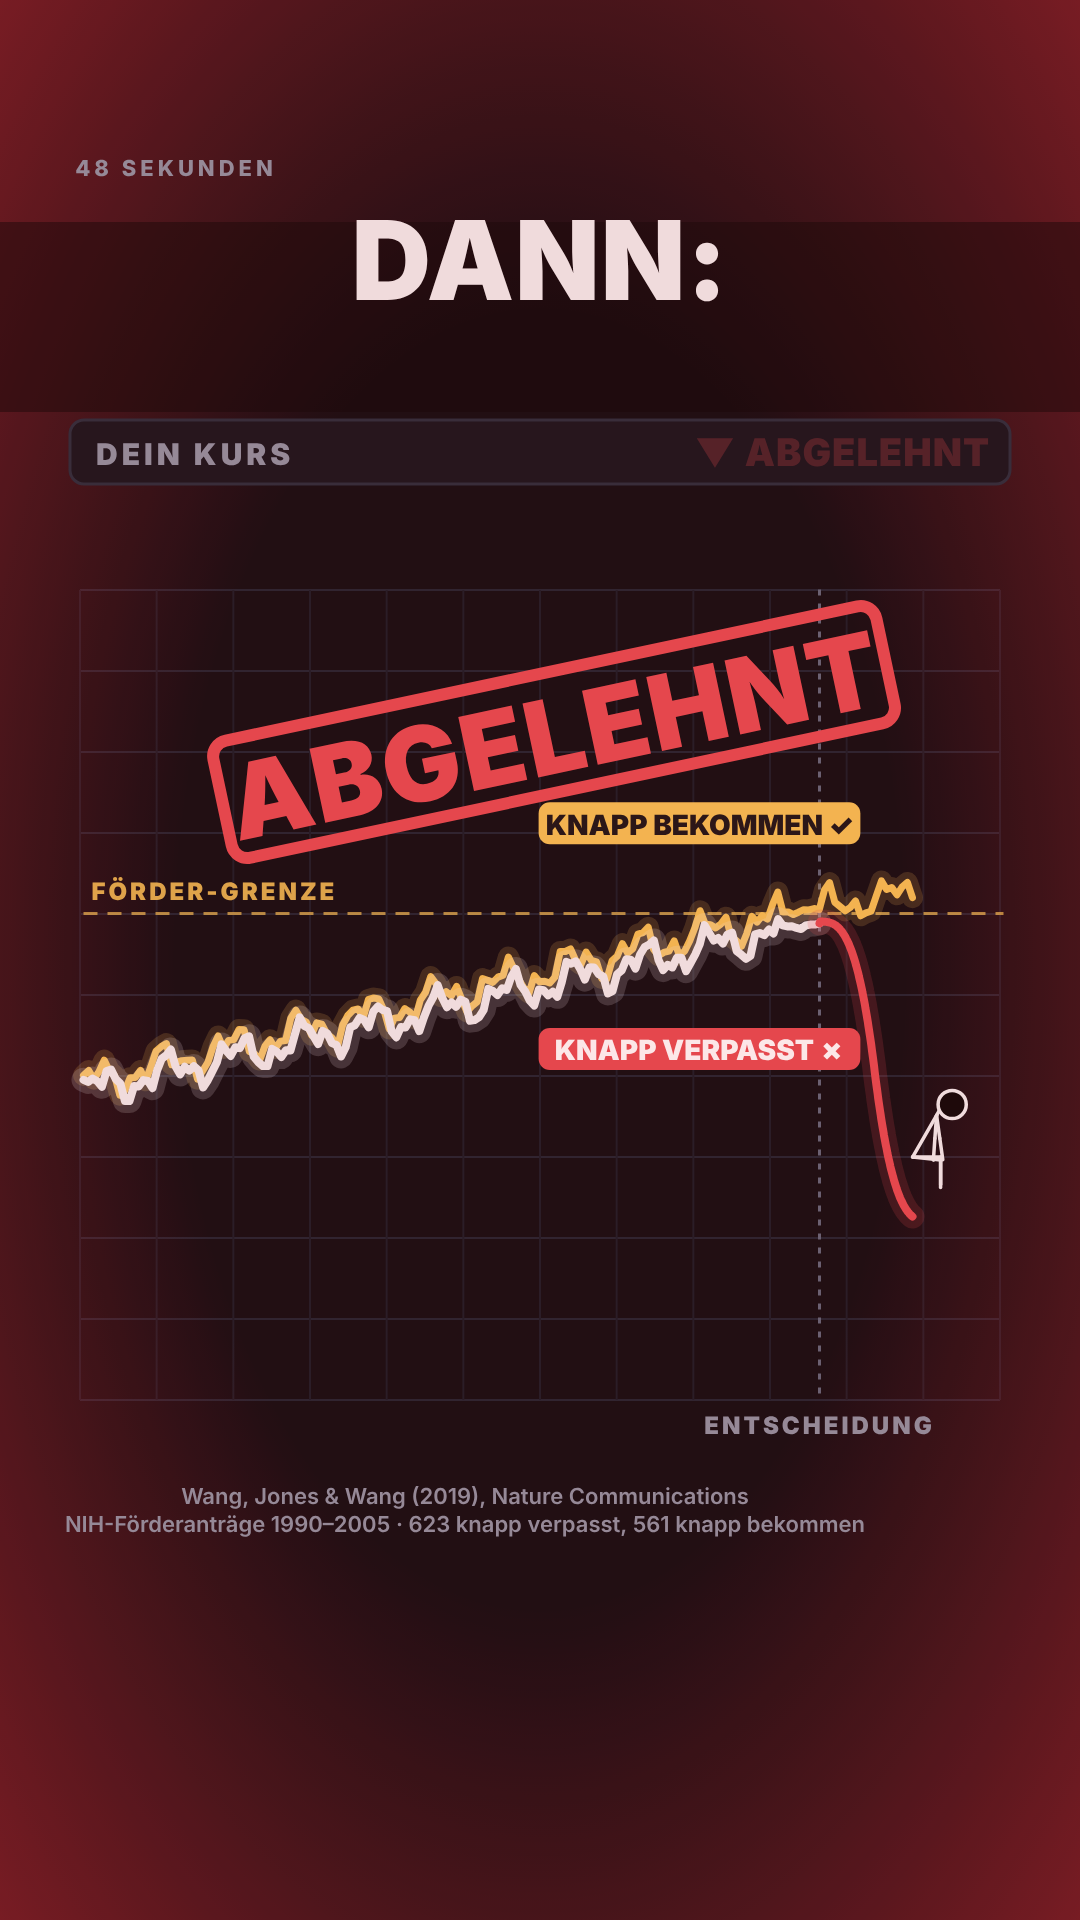 48 SEKUNDEN
DANN:
DEIN KURS
▼ ABGELEHNT
ABGELEHNT
KNAPP BEKOMMEN ✓
FÖRDER-GRENZE
KNAPP VERPASST ×
ENTSCHEIDUNG
Wang, Jones & Wang (2019), Nature Communications
NIH-Förderanträge 1990–2005 · 623 knapp verpasst, 561 knapp bekommen